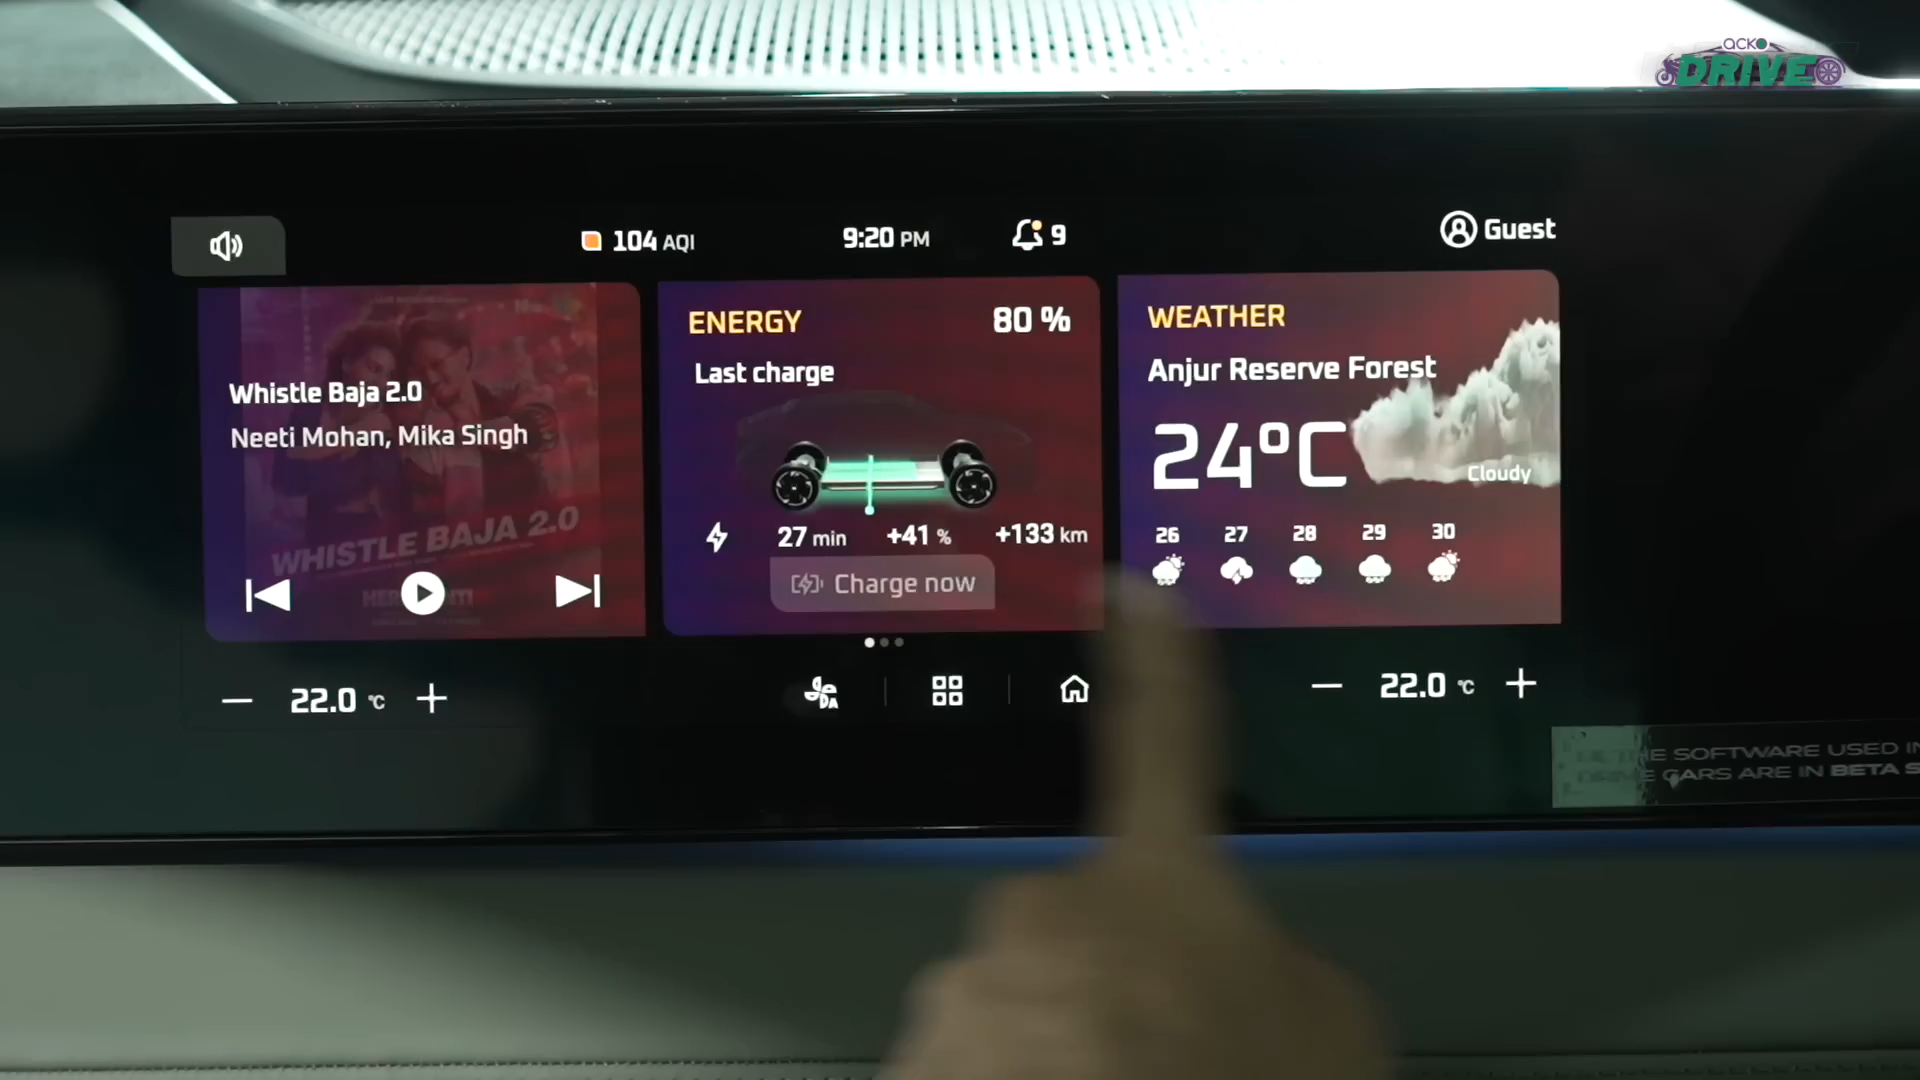 acko
DRIVE
104 AQI
9:20 PM
9
Guest
Whistle Baja 2.0
Neeti Mohan, Mika Singh
WHISTLE BAJA 2.0
ENERGY
80 %
Last charge
27 min
+41 %
+133 km
Charge now
WEATHER
Anjur Reserve Forest
24°C
Cloudy
26 27 28 29 30
22.0 °C
22.0 °C
SOFTWARE USED IN
CARS ARE IN BETA S